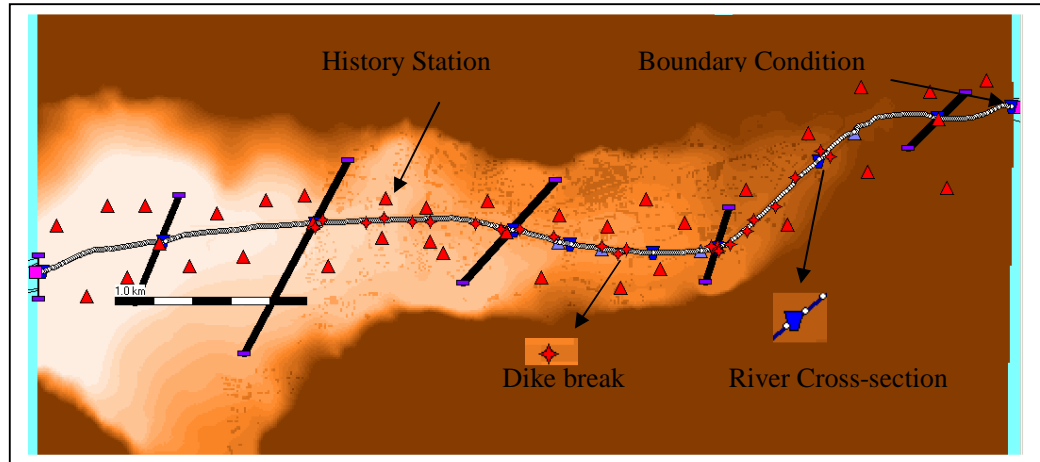 History Station
Boundary Condition
1.0 km
Dike break
River Cross-section